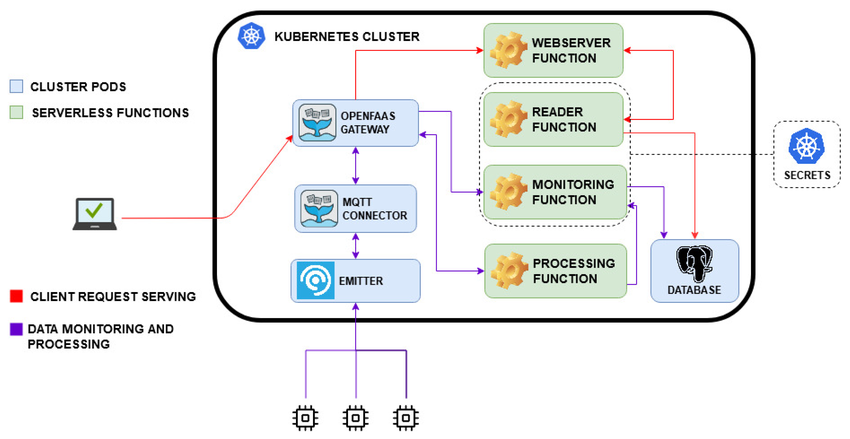 KUBERNETES CLUSTER
WEBSERVER
FUNCTION
CLUSTER PODS
SERVERLESS FUNCTIONS
OPENFAAS
GATEWAY
READER
FUNCTION
SECRETS
MQTT
CONNECTOR
MONITORING
FUNCTION
EMITTER
PROCESSING
FUNCTION
DATABASE
CLIENT REQUEST SERVING
DATA MONITORING AND
PROCESSING